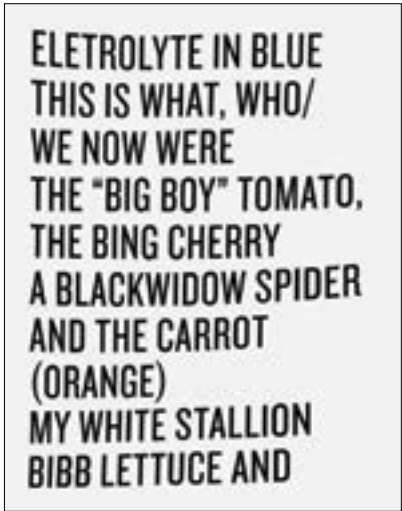 ELETROLYTE IN BLUE
THIS IS WHAT, WHO/
WE NOW WERE
THE “BIG BOY” TOMATO,
THE BING CHERRY
A BLACKWIDOW SPIDER
AND THE CARROT
(ORANGE)
MY WHITE STALLION
BIBB LETTUCE AND